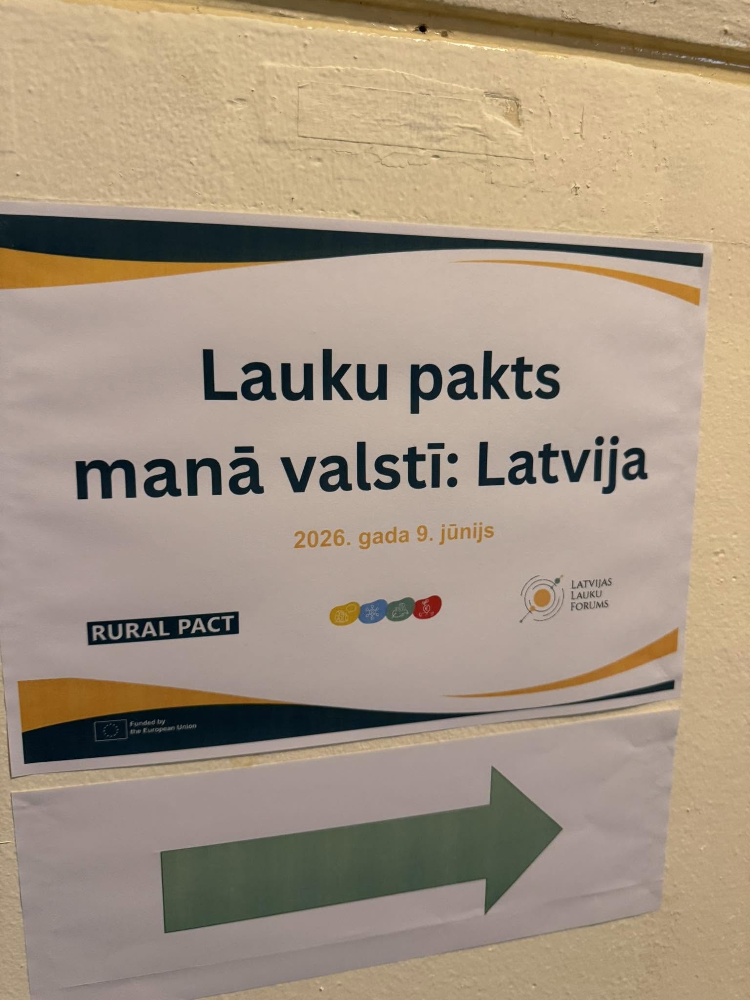 Lauku pakts
manā valstī: Latvija
2026. gada 9. jūnijs
RURAL PACT
LATVIJAS
LAUKU
FORUMS
Funded by
the European Union